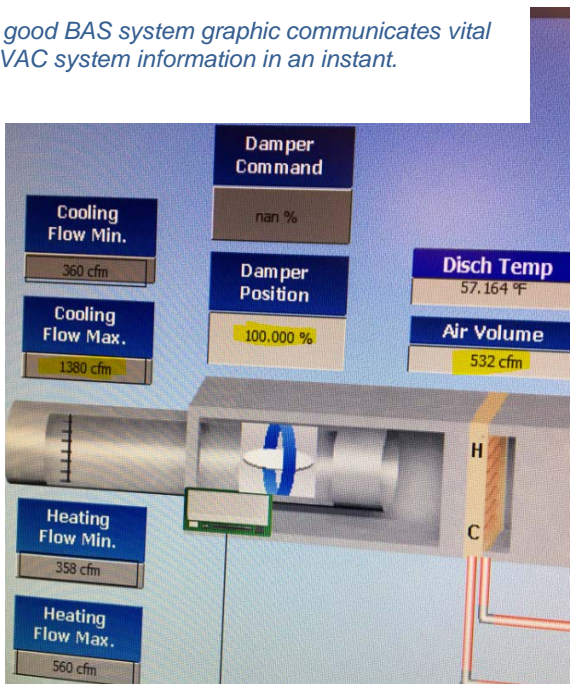 good BAS system graphic communicates vital
VAC system information in an instant.
Damper
Command
nan %
Cooling
Flow Min.
360 cfm
Damper
Position
100.000 %
Disch Temp
57.164 °F
Cooling
Flow Max.
1380 cfm
Air Volume
532 cfm
H
C
Heating
Flow Min.
358 cfm
Heating
Flow Max.
560 cfm